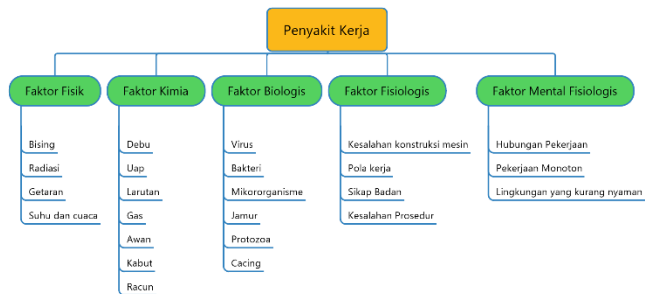 Penyakit Kerja
Faktor Fisik
Bising
Radiasi
Getaran
Suhu dan cuaca
Faktor Kimia
Debu
Uap
Larutan
Gas
Awan
Kabut
Racun
Faktor Biologis
Virus
Bakteri
Mikororganisme
Jamur
Protozoa
Cacing
Faktor Fisiologis
Kesalahan konstruksi mesin
Pola kerja
Sikap Badan
Kesalahan Prosedur
Faktor Mental Fisiologis
Hubungan Pekerjaan
Pekerjaan Monoton
Lingkungan yang kurang nyaman